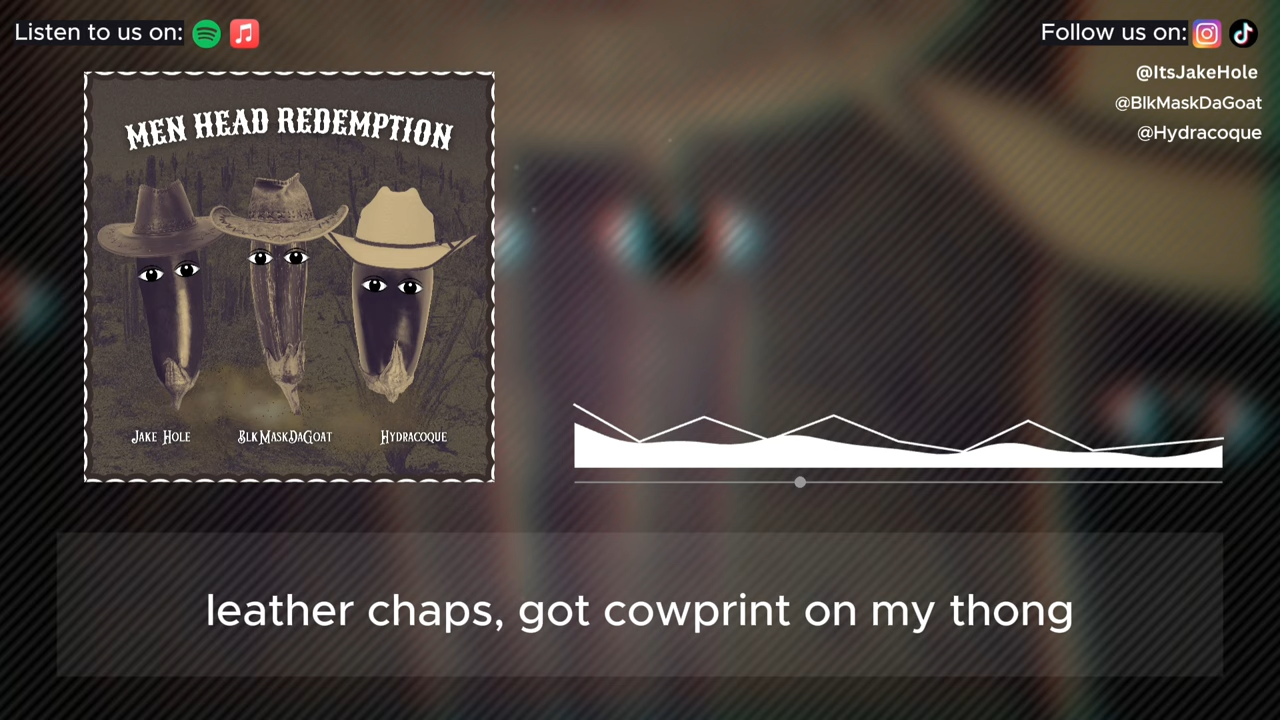 Listen to us on:
Follow us on:
@ItsJakeHole
@BlkMaskDaGoat
@Hydracoque
MEN HEAD REDEMPTION
JAKE HOLE
BLKMASKDAGOAT
HYDRACOQUE
leather chaps, got cowprint on my thong